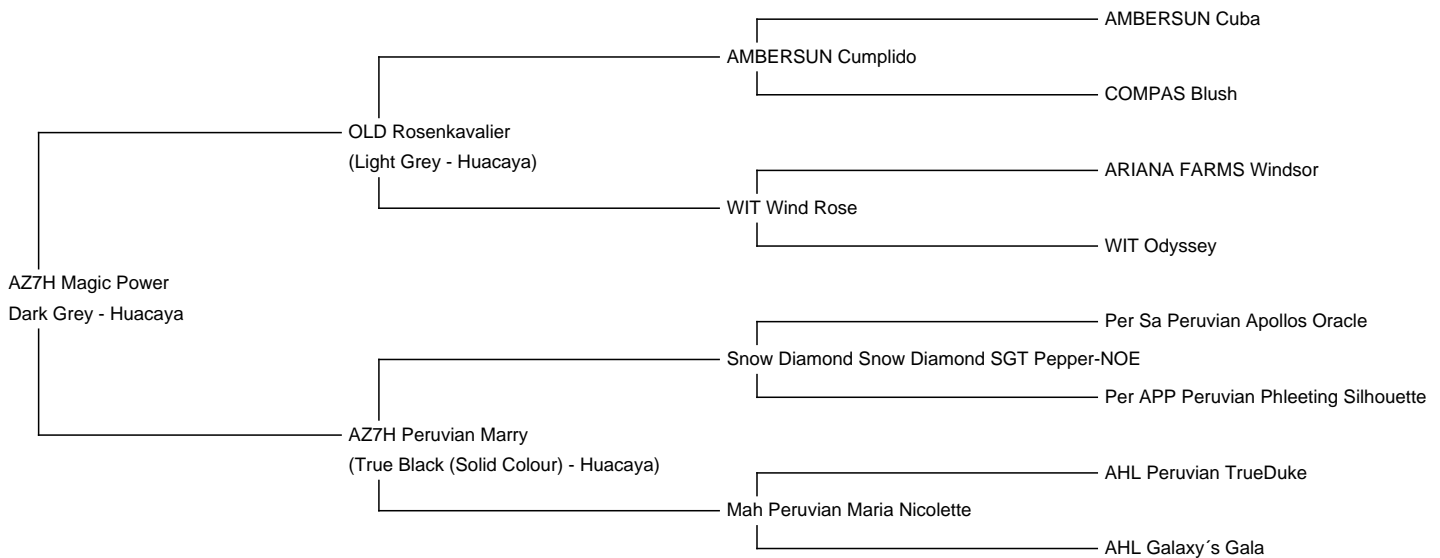 AMBERSUN Cuba
AMBERSUN Cumplido
COMPAS Blush
OLD Rosenkavalier
(Light Grey - Huacaya)
ARIANA FARMS Windsor
WIT Wind Rose
WIT Odyssey
AZ7H Magic Power
Dark Grey - Huacaya
Per Sa Peruvian Apollos Oracle
Snow Diamond Snow Diamond SGT Pepper-NOE
Per APP Peruvian Phleeting Silhouette
AZ7H Peruvian Marry
(True Black (Solid Colour) - Huacaya)
AHL Peruvian TrueDuke
Mah Peruvian Maria Nicolette
AHL Galaxy´s Gala